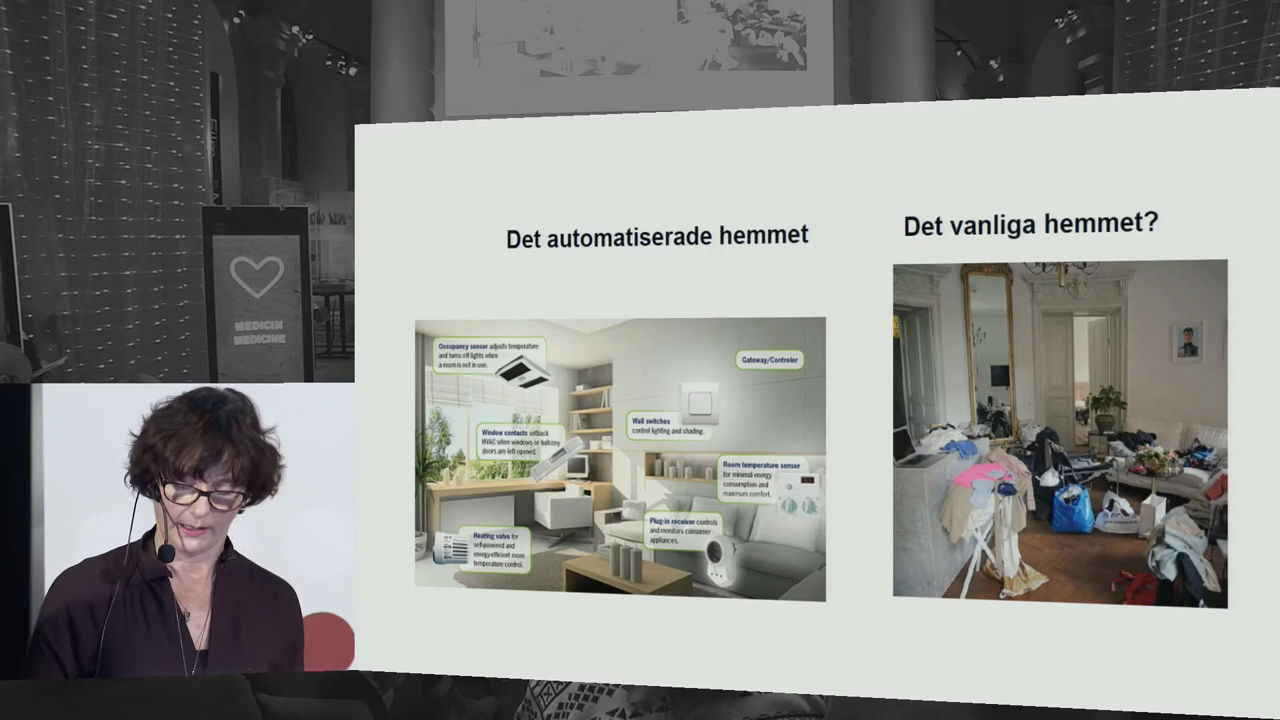 MEDICIN
MEDICINE
Det automatiserade hemmet
Det vanliga hemmet?
Occupancy sensor adjusts temperature
and turns off lights when
a room is not in use.
Gateway/Controler
Window contacts setback
HVAC when windows or balcony
doors are left opened.
Wall switches
control lighting and shading.
Room temperature sensor
for minimal energy
consumption and
maximum comfort.
Plug-in receiver controls
and monitors consumer
appliances.
Heating valve for
self-powered and
energy-efficient room
temperature control.